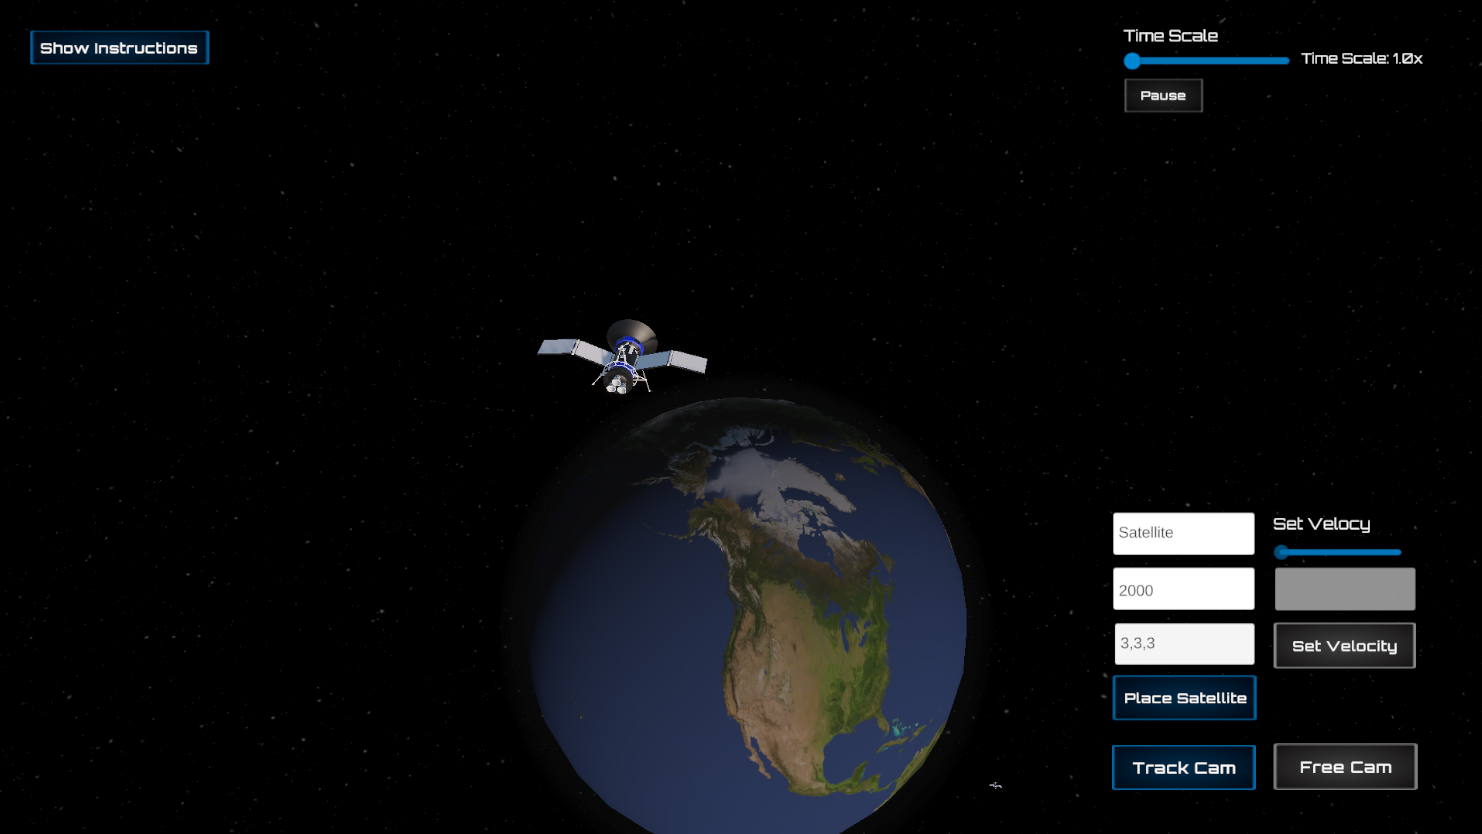 Show Instructions
Time Scale
Time Scale: 1.0x
Pause
Satellite
Set Velocy
2000
3,3,3
Set Velocity
Place Satellite
Track Cam
Free Cam